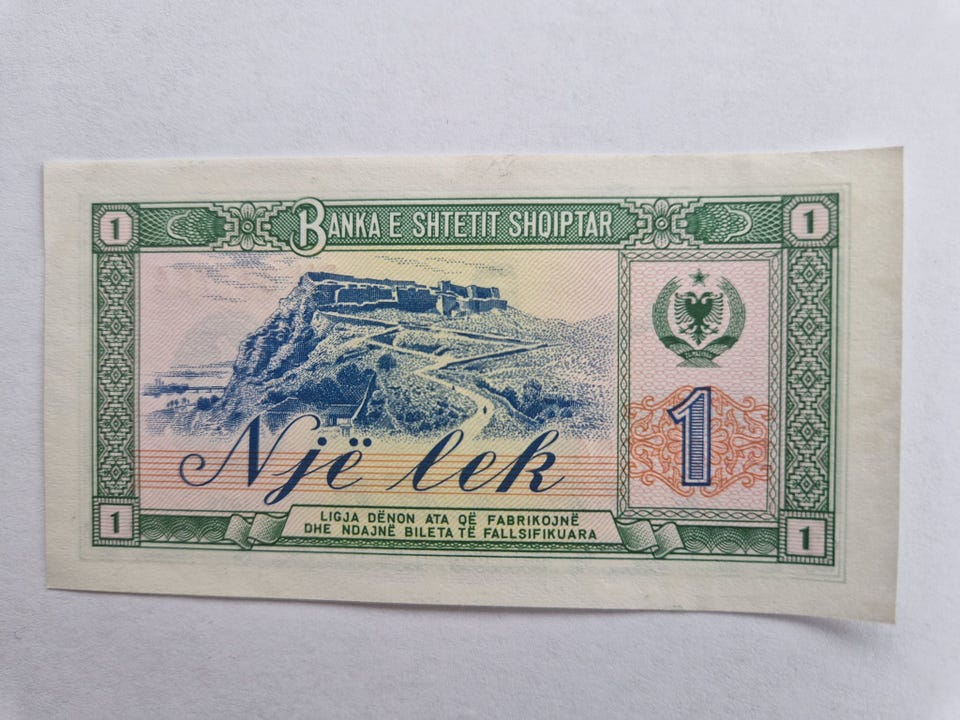 1 BANKA E SHTETIT SHQIPTAR 1
Një lek
1
1 LIGJA DËNON ATA QË FABRIKOJNË 1
DHE NDAJNË BILETA TË FALLSIFIKUARA